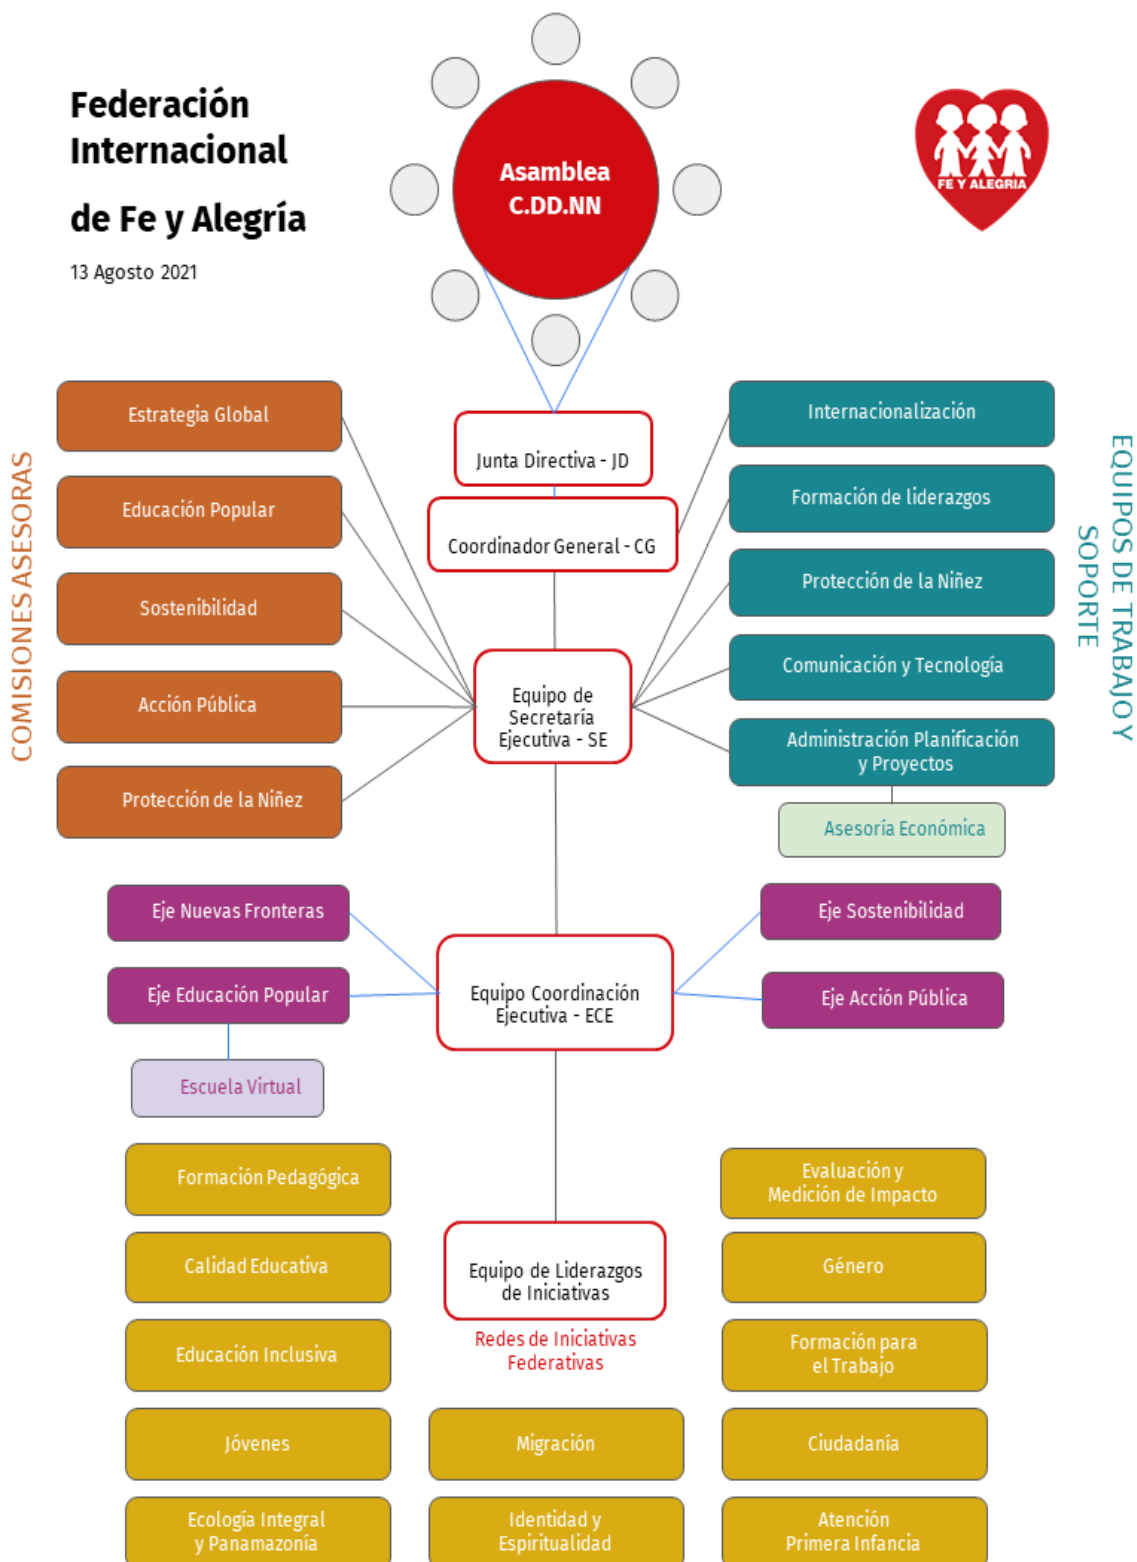 Federación
Internacional
de Fe y Alegría
13 Agosto 2021
Asamblea
C.DD.NN
FE Y ALEGRIA
COMISIONES ASESORAS
Estrategia Global
Educación Popular
Sostenibilidad
Acción Pública
Protección de la Niñez
Junta Directiva - JD
Coordinador General - CG
Equipo de
Secretaría
Ejecutiva - SE
EQUIPOS DE TRABAJO Y
SOPORTE
Internacionalización
Formación de liderazgos
Protección de la Niñez
Comunicación y Tecnología
Administración Planificación
y Proyectos
Asesoría Económica
Eje Nuevas Fronteras
Eje Educación Popular
Escuela Virtual
Equipo Coordinación
Ejecutiva - ECE
Eje Sostenibilidad
Eje Acción Pública
Equipo de Liderazgos
de Iniciativas
Redes de Iniciativas
Federativas
Formación Pedagógica
Calidad Educativa
Educación Inclusiva
Jóvenes
Ecología Integral
y Panamazonía
Migración
Identidad y
Espiritualidad
Evaluación y
Medición de Impacto
Género
Formación para
el Trabajo
Ciudadanía
Atención
Primera Infancia